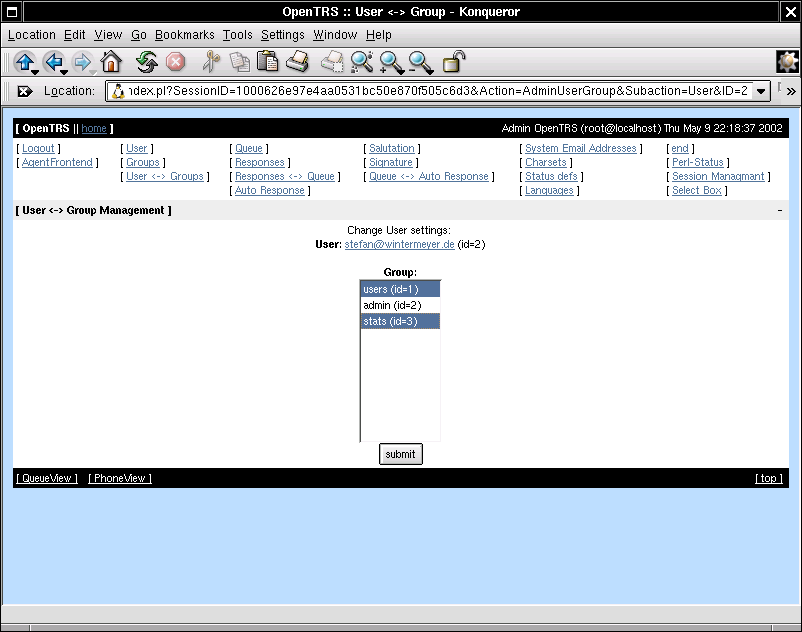 OpenTRS :: User <-> Group - Konqueror
Location Edit View Go Bookmarks Tools Settings Window Help
Location: ndex.pl?SessionID=1000626e97e4aa0531bc50e870f505c6d3&Action=AdminUserGroup&Subaction=User&ID=2
[ OpenTRS || home ] Admin OpenTRS (root@localhost) Thu May 9 22:18:37 2002
[ Logout ] [ User ] [ Queue ] [ Salutation ] [ System Email Addresses ] [ end ]
[ AgentFrontend ] [ Groups ] [ Responses ] [ Signature ] [ Charsets ] [ Perl-Status ]
[ User <-> Groups ] [ Responses <-> Queue ] [ Queue <-> Auto Response ] [ Status defs ] [ Session Managmant ]
[ Auto Response ] [ Languages ] [ Select Box ]
[ User <-> Group Management ] -
Change User settings:
User: stefan@wintermeyer.de (id=2)
Group:
users (id=1)
admin (id=2)
stats (id=3)
submit
[ QueueView ] [ PhoneView ] [ top ]